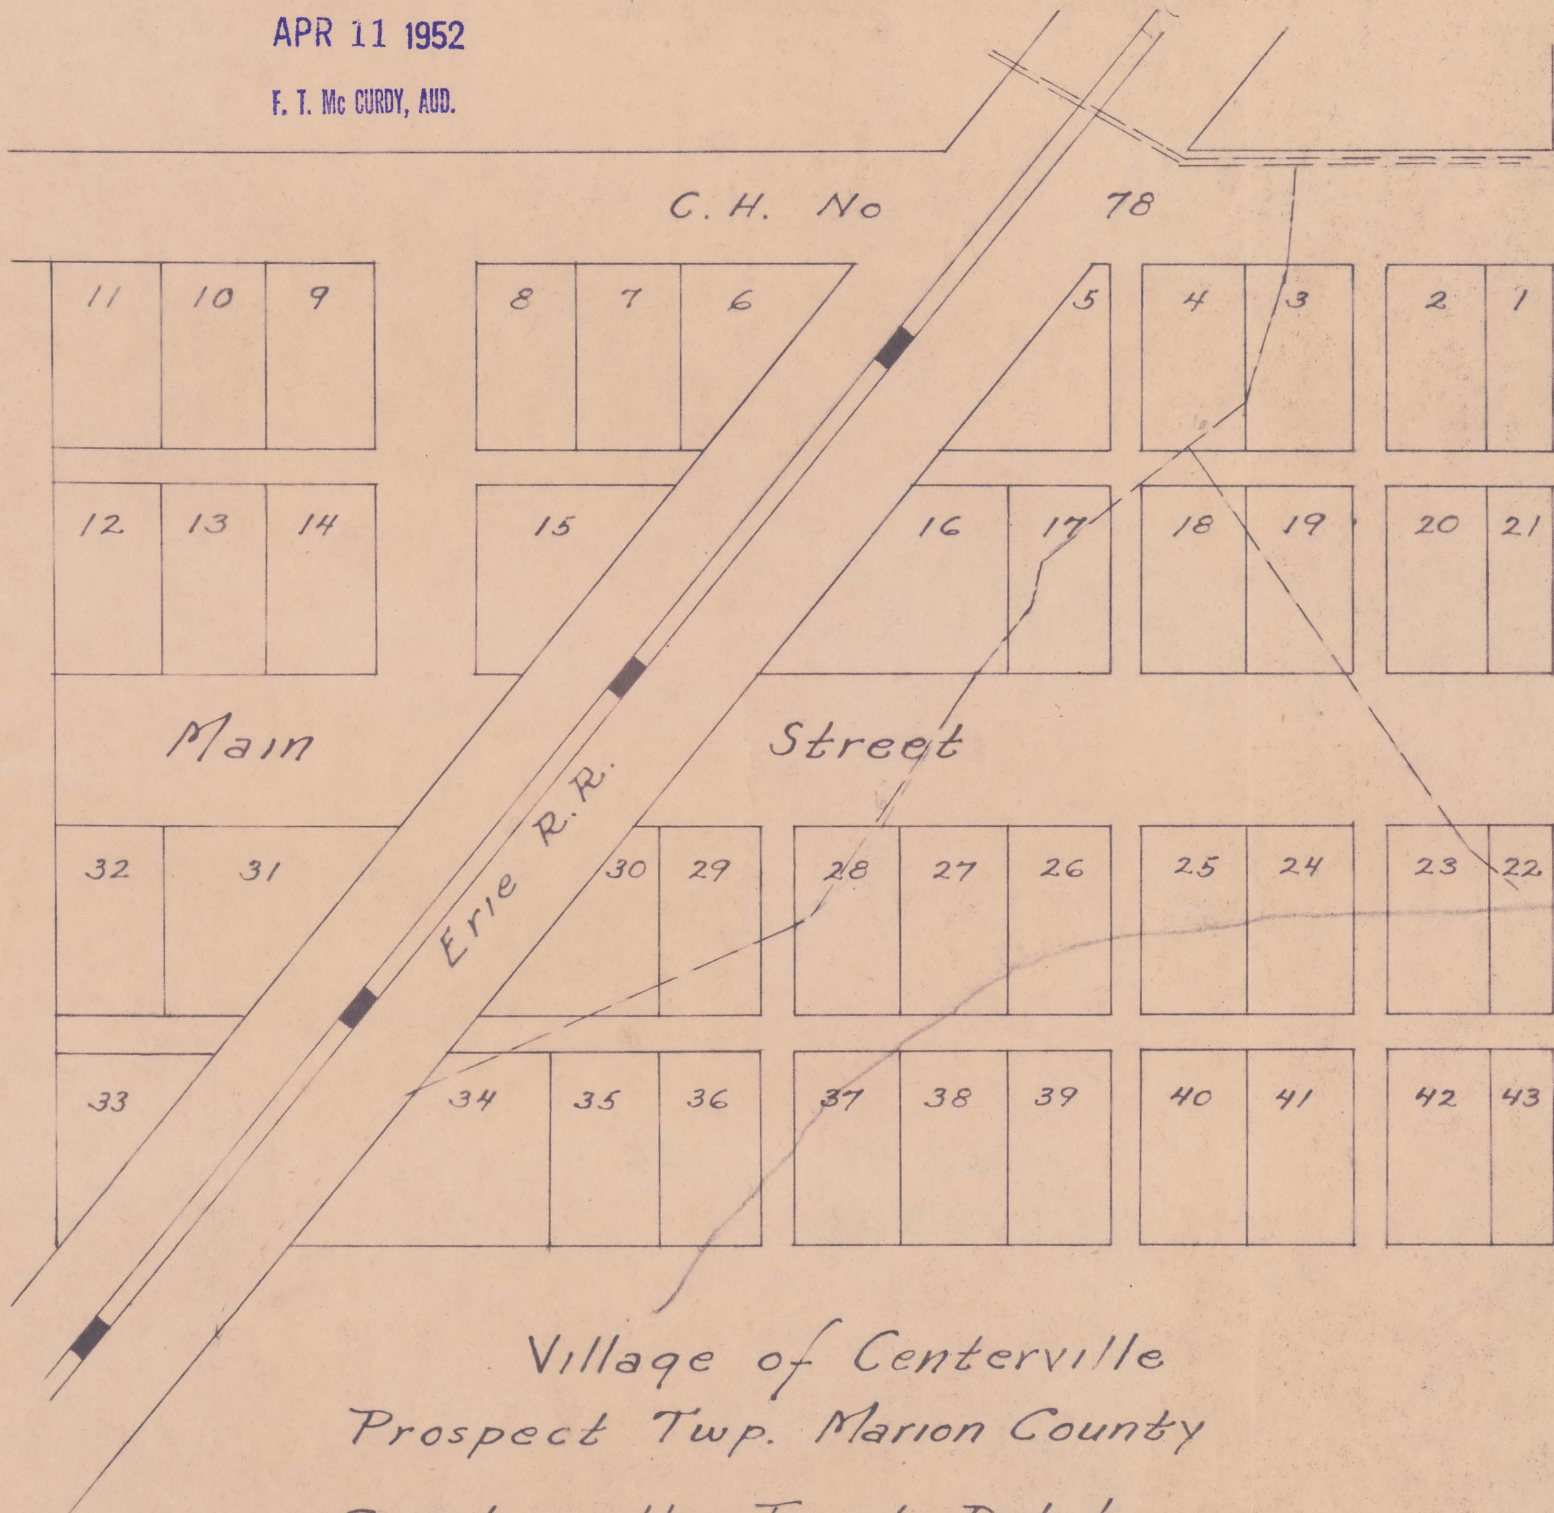 APR 11 1952
F. T. Mc CURDY, AUD.
C. H. No 78
11 10 9 8 7 6 5 4 3 2 1
12 13 14 15 16 17 18 19 20 21
Main Street
Erie R.R.
32 31 30 29 28 27 26 25 24 23 22
33 34 35 36 37 38 39 40 41 42 43
Village of Centerville
Prospect Twp. Marion County